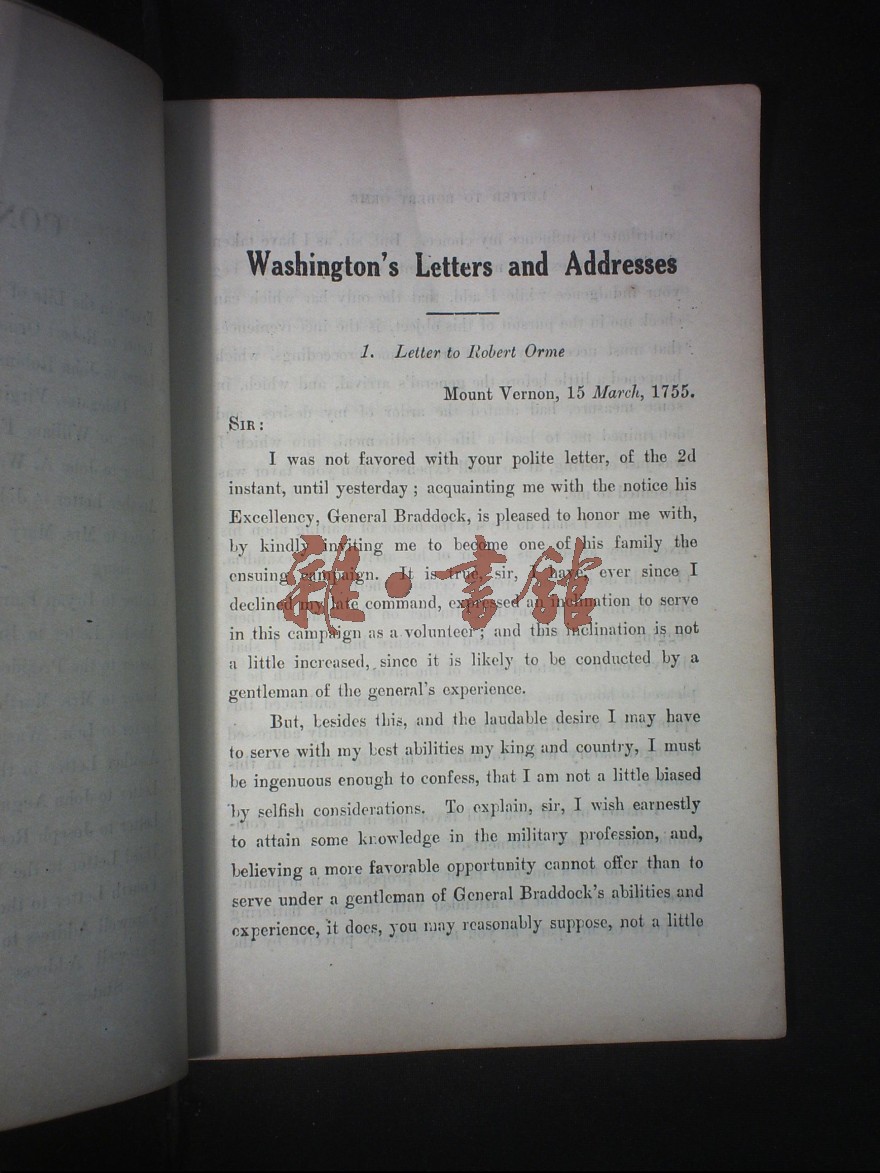 Washington's Letters and Addresses
1. Letter to Robert Orme
Mount Vernon, 15 March, 1755.
SIR:
I was not favored with your polite letter, of the 2d
instant, until yesterday; acquainting me with the notice his
Excellency, General Braddock, is pleased to honor me with,
by kindly inviting me to become one of his family the
ensuing campaign. It is true, sir, I have, ever since I
declined my late command, expressed an inclination to serve
in this campaign as a volunteer; and this inclination is not
a little increased, since it is likely to be conducted by a
gentleman of the general's experience.
But, besides this, and the laudable desire I may have
to serve with my best abilities my king and country, I must
be ingenuous enough to confess, that I am not a little biased
by selfish considerations. To explain, sir, I wish earnestly
to attain some knowledge in the military profession, and,
believing a more favorable opportunity cannot offer than to
serve under a gentleman of General Braddock's abilities and
experience, it does, you may reasonably suppose, not a little
雜·書館